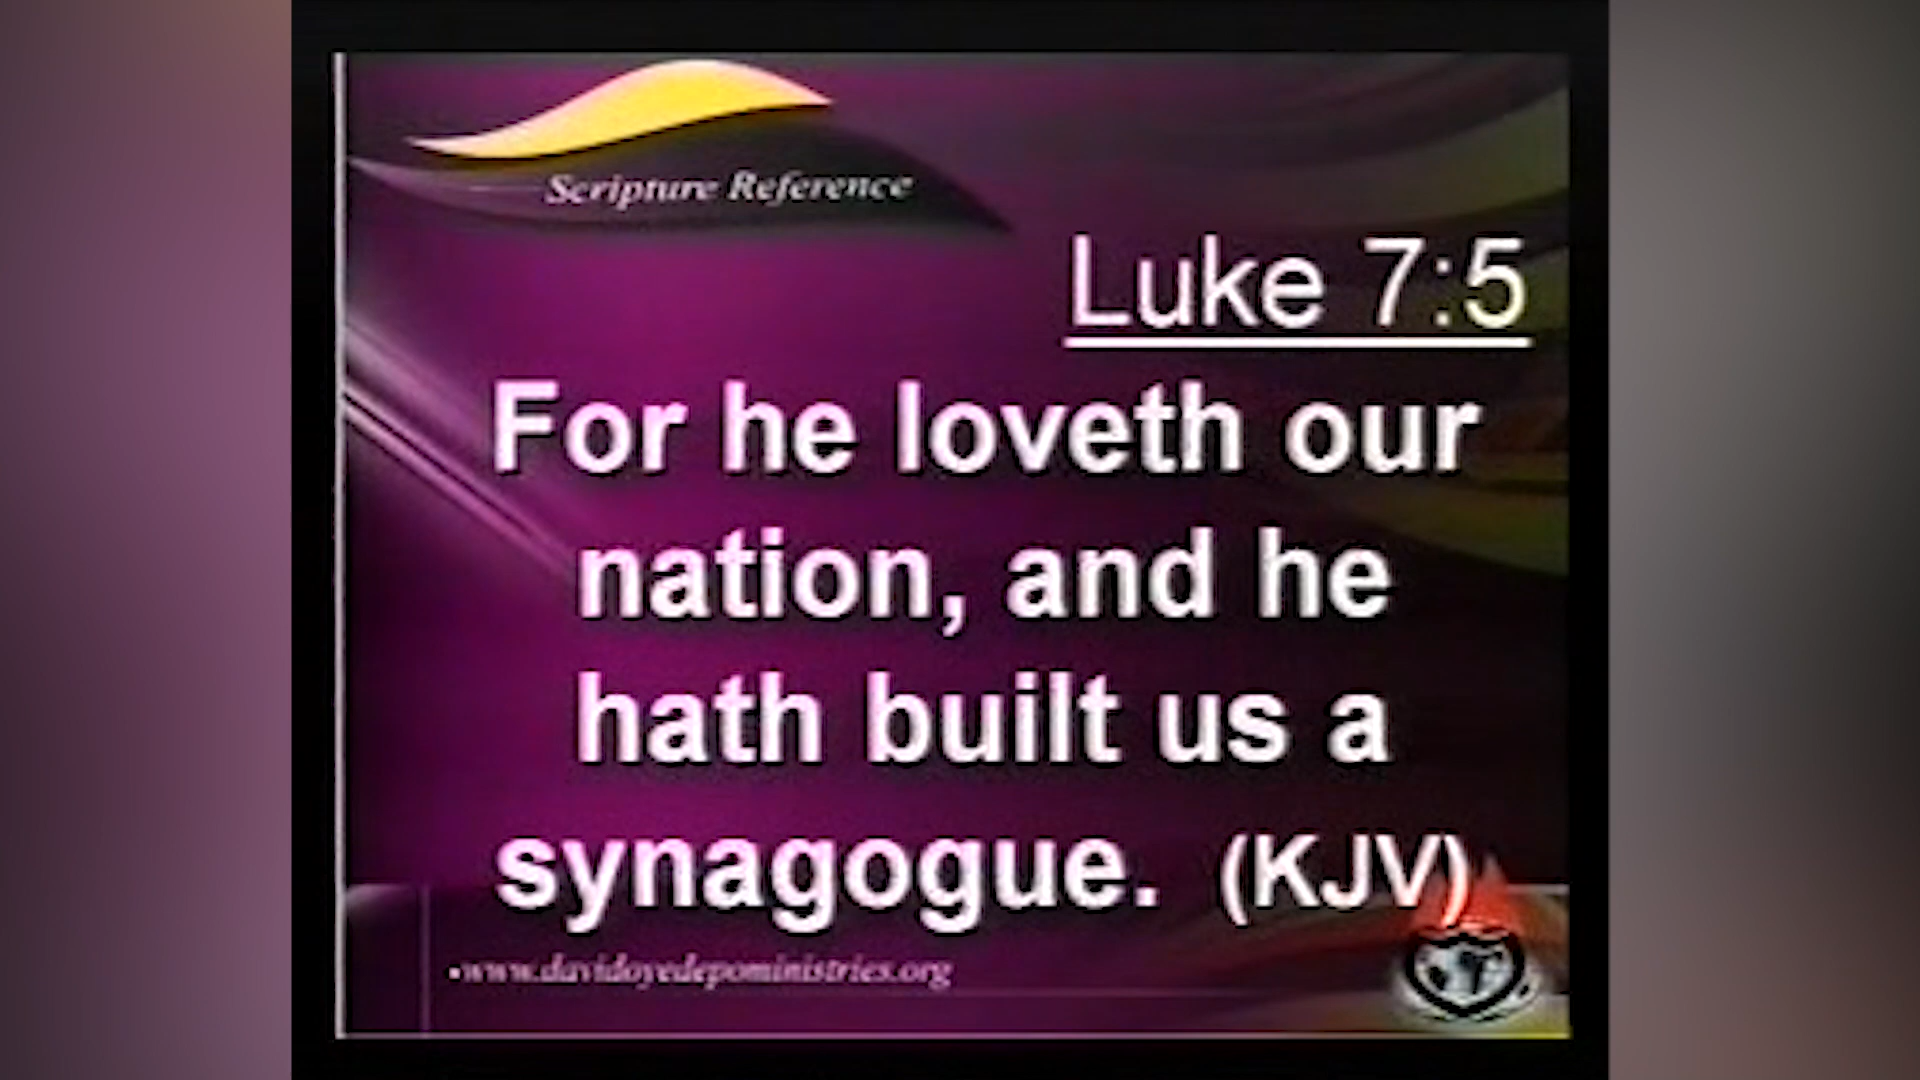 Scripture Reference
Luke 7:5
For he loveth our
nation, and he
hath built us a
synagogue. (KJV)
www.davidoyedepoministries.org